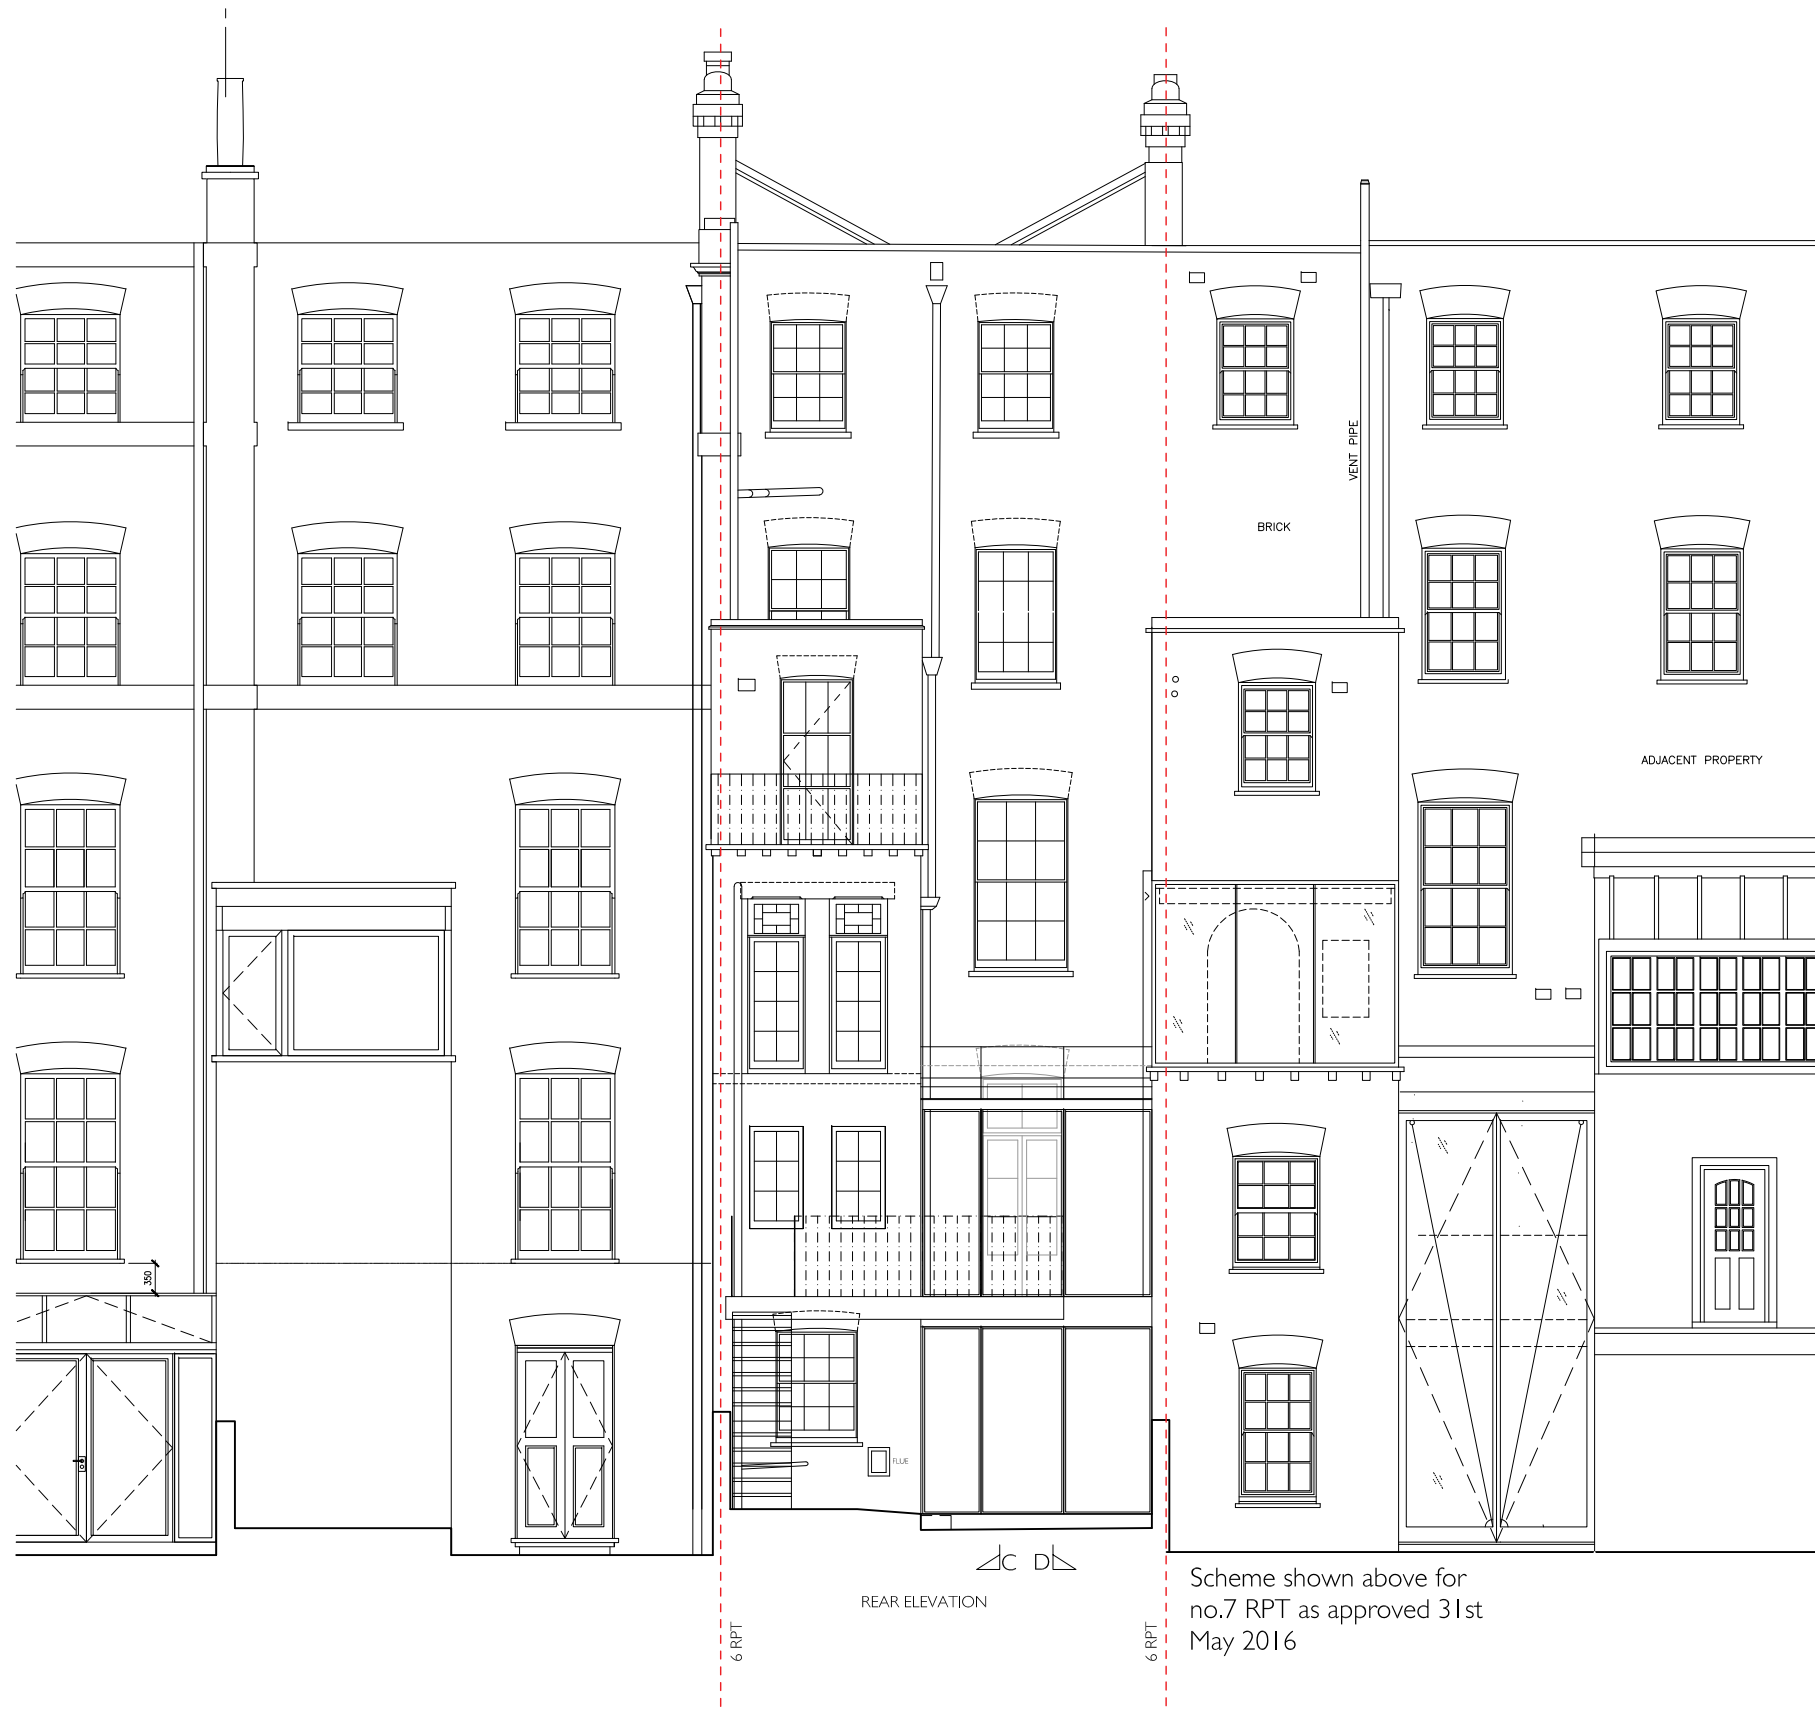 VENT PIPE
BRICK
ADJACENT PROPERTY
350
FLUE
C D
REAR ELEVATION
6 RPT
6 RPT
Scheme shown above for
no.7 RPT as approved 31st
May 2016